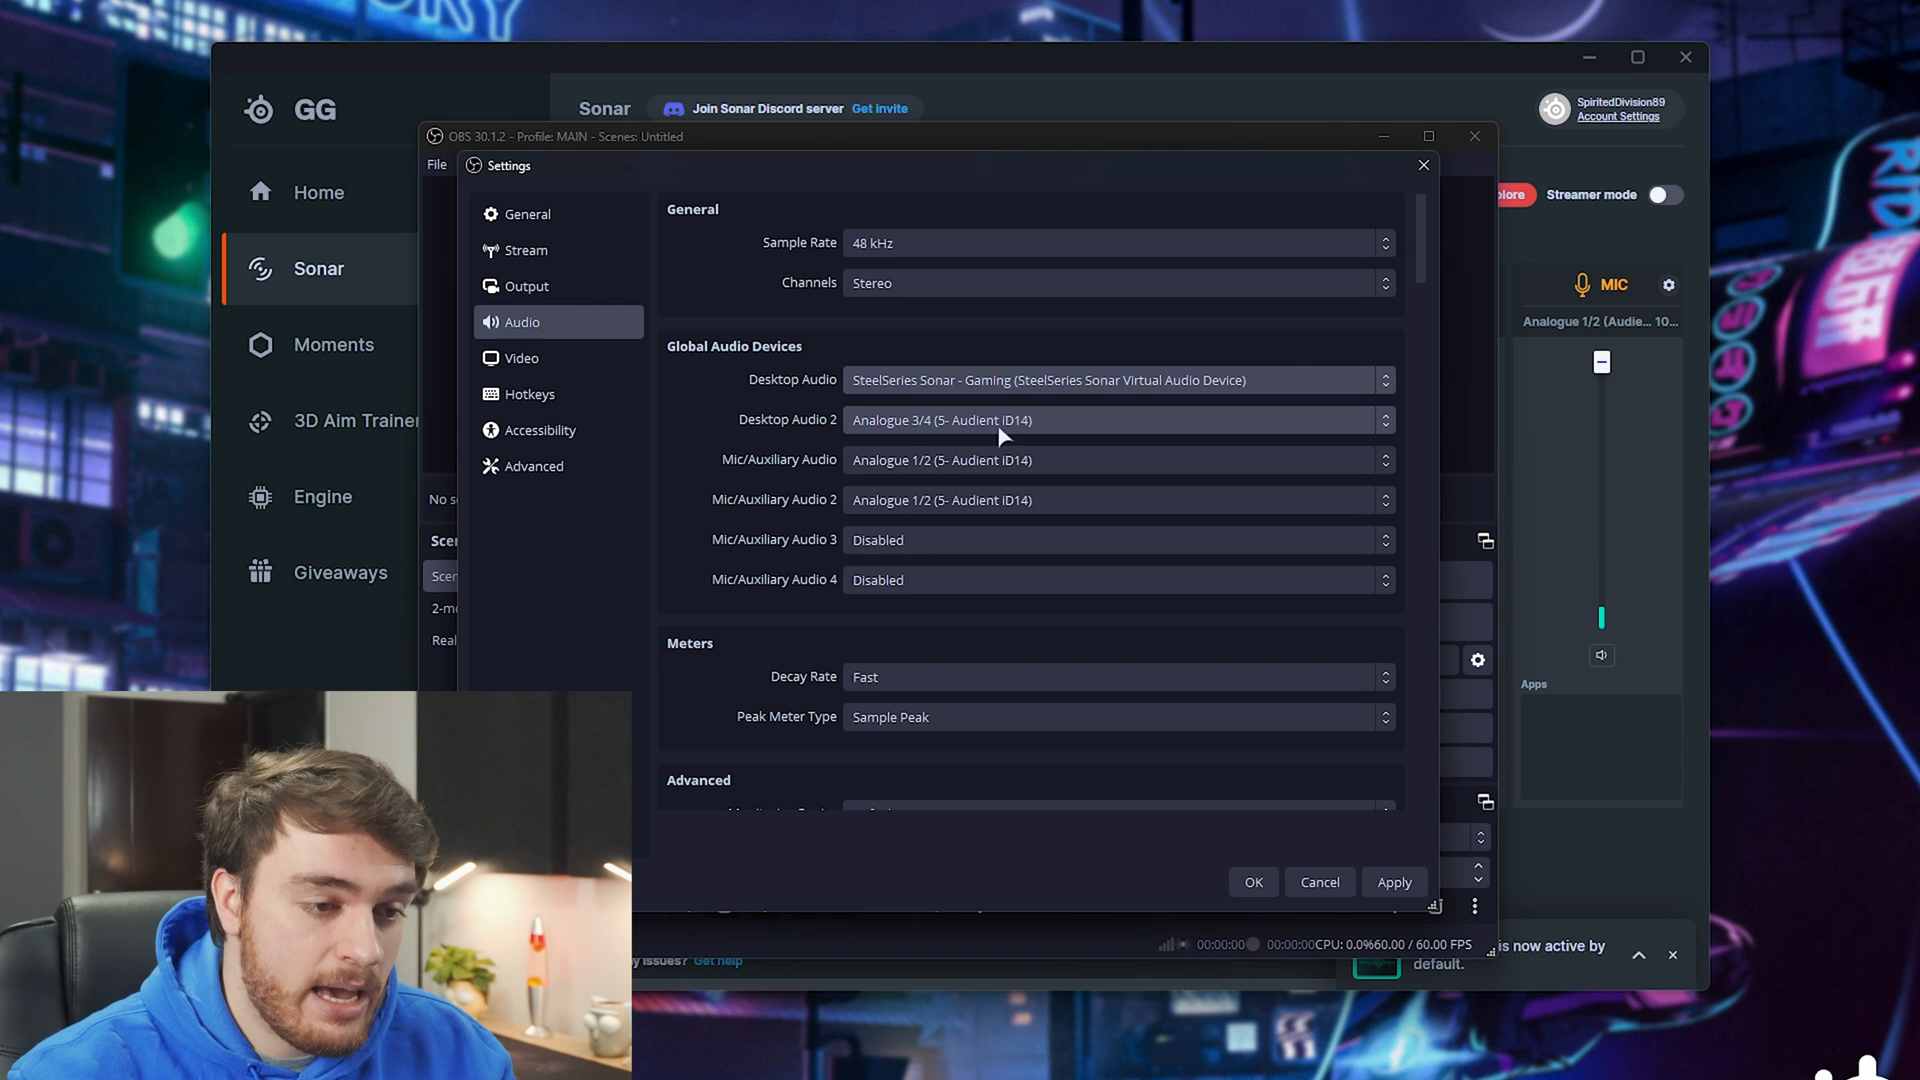 GG
Sonar
Join Sonar Discord server Get invite
SpiritedDivision89
Account Settings
OBS 30.1.2 - Profile: MAIN - Scenes: Untitled
File
Settings
Home
Sonar
Moments
3D Aim Trainer
Engine
Giveaways
General
Stream
Output
Audio
Video
Hotkeys
Accessibility
Advanced
General
Sample Rate 48 kHz
Channels Stereo
Global Audio Devices
Desktop Audio SteelSeries Sonar - Gaming (SteelSeries Sonar Virtual Audio Device)
Desktop Audio 2 Analogue 3/4 (5- Audient iD14)
Mic/Auxiliary Audio Analogue 1/2 (5- Audient iD14)
Mic/Auxiliary Audio 2 Analogue 1/2 (5- Audient iD14)
Mic/Auxiliary Audio 3 Disabled
Mic/Auxiliary Audio 4 Disabled
Meters
Decay Rate Fast
Peak Meter Type Sample Peak
Advanced
OK Cancel Apply
plore Streamer mode
MIC
Analogue 1/2 (Audie... 10...
Apps
No s
Scen
Scen
2-m
Real
00:00:00 00:00:00 CPU: 0.0% 60.00 / 60.00 FPS
y issues? Get help
is now active by
default.